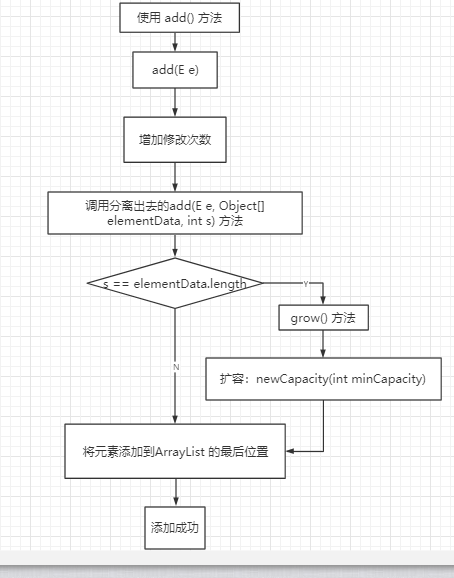 使用 add() 方法
add(E e)
增加修改次数
调用分离出去的add(E e, Object[]
elementData, int s) 方法
s == elementData.length
Y
grow() 方法
扩容：newCapacity(int minCapacity)
N
将元素添加到ArrayList 的最后位置
添加成功